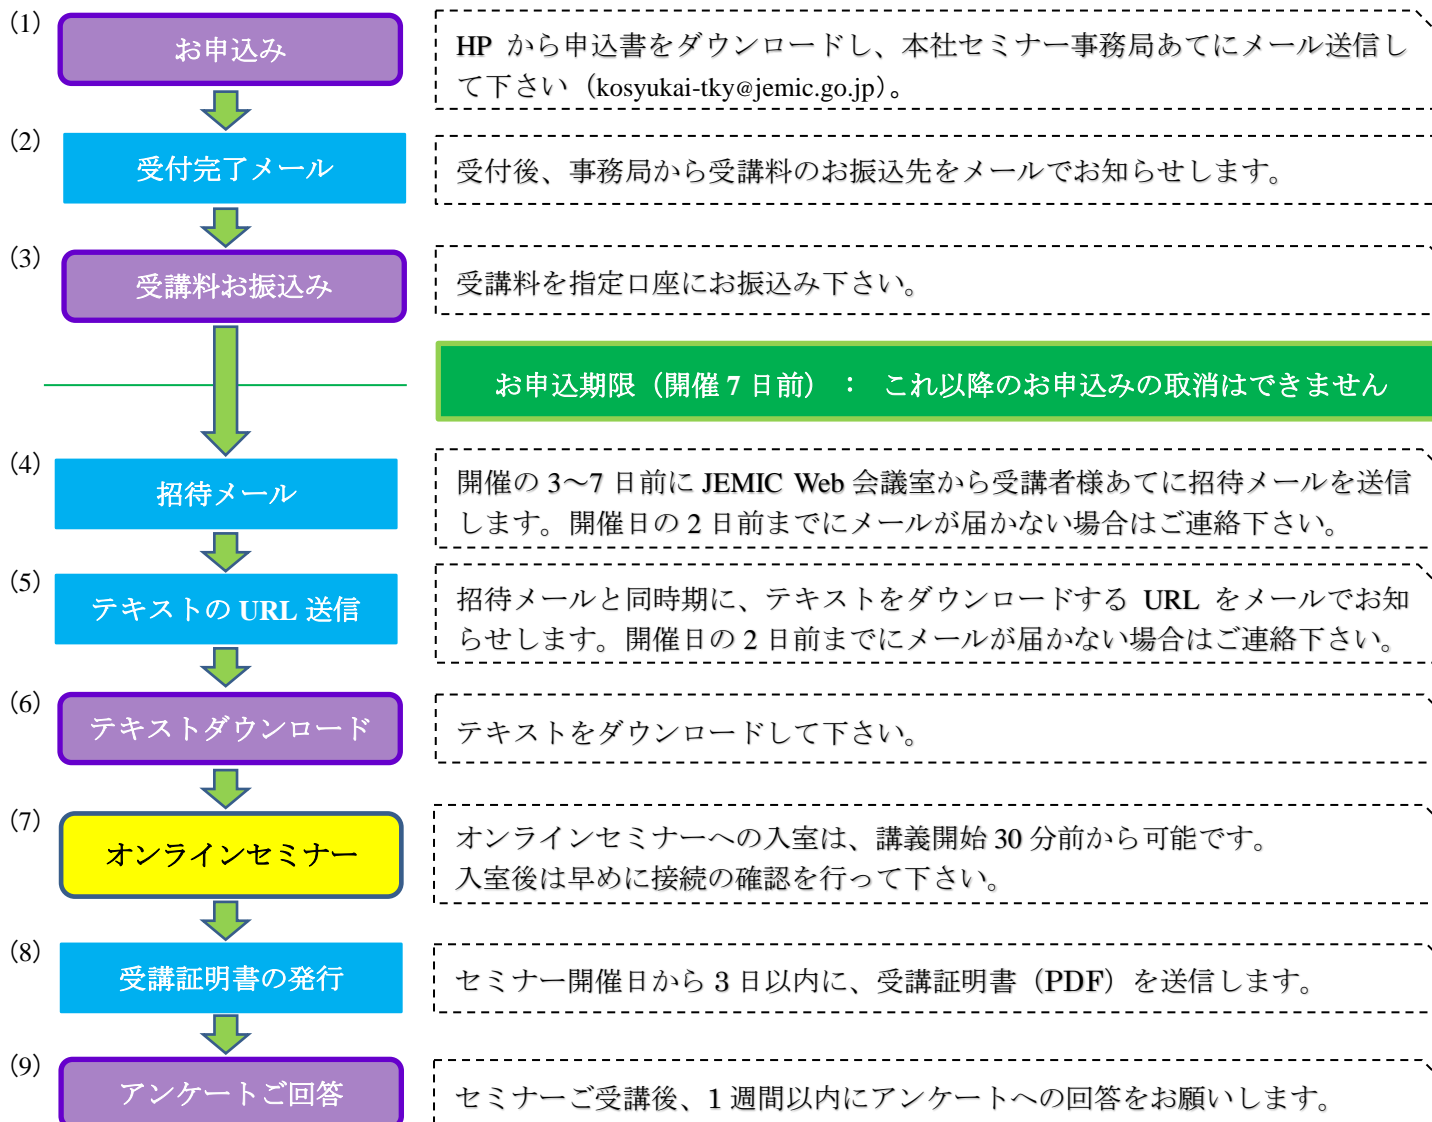 (1)
お申込み
HP から申込書をダウンロードし、本社セミナー事務局あてにメール送信し
て下さい（kosyukai-tky@jemic.go.jp）。
(2)
受付完了メール
受付後、事務局から受講料のお振込先をメールでお知らせします。
(3)
受講料お振込み
受講料を指定口座にお振込み下さい。
お申込期限（開催 7 日前）： これ以降のお申込みの取消はできません
(4)
招待メール
開催の 3～7 日前に JEMIC Web 会議室から受講者様あてに招待メールを送信
します。開催日の 2 日前までにメールが届かない場合はご連絡下さい。
(5)
テキストの URL 送信
招待メールと同時期に、テキストをダウンロードする URL をメールでお知
らせします。開催日の 2 日前までにメールが届かない場合はご連絡下さい。
(6)
テキストダウンロード
テキストをダウンロードして下さい。
(7)
オンラインセミナー
オンラインセミナーへの入室は、講義開始 30 分前から可能です。
入室後は早めに接続の確認を行って下さい。
(8)
受講証明書の発行
セミナー開催日から 3 日以内に、受講証明書（PDF）を送信します。
(9)
アンケートご回答
セミナーご受講後、1 週間以内にアンケートへの回答をお願いします。